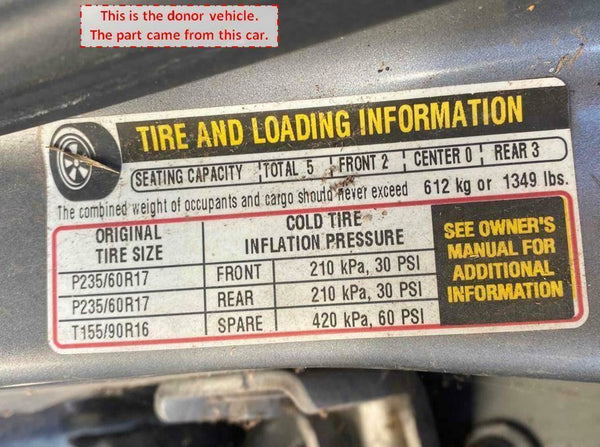 This is the donor vehicle.
The part came from this car.
TIRE AND LOADING INFORMATION
SEATING CAPACITY TOTAL 5 FRONT 2 CENTER 0 REAR 3
The combined weight of occupants and cargo should never exceed 612 kg or 1349 lbs.
ORIGINAL
TIRE SIZE
COLD TIRE
INFLATION PRESSURE
P235/60R17 FRONT 210 kPa, 30 PSI
P235/60R17 REAR 210 kPa, 30 PSI
T155/90R16 SPARE 420 kPa, 60 PSI
SEE OWNER'S
MANUAL FOR
ADDITIONAL
INFORMATION